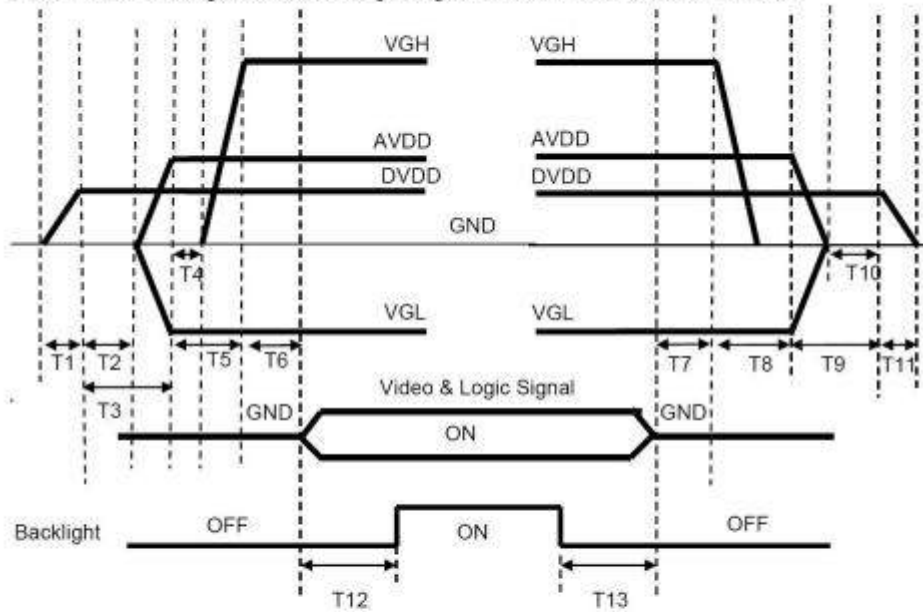 VGH VGH
AVDD AVDD
DVDD DVDD
GND
T4 T10
VGL VGL
T1 T2 T5 T6 T7 T8 T9 T11
T3
Video & Logic Signal
GND GND
ON
Backlight OFF ON OFF
T12 T13